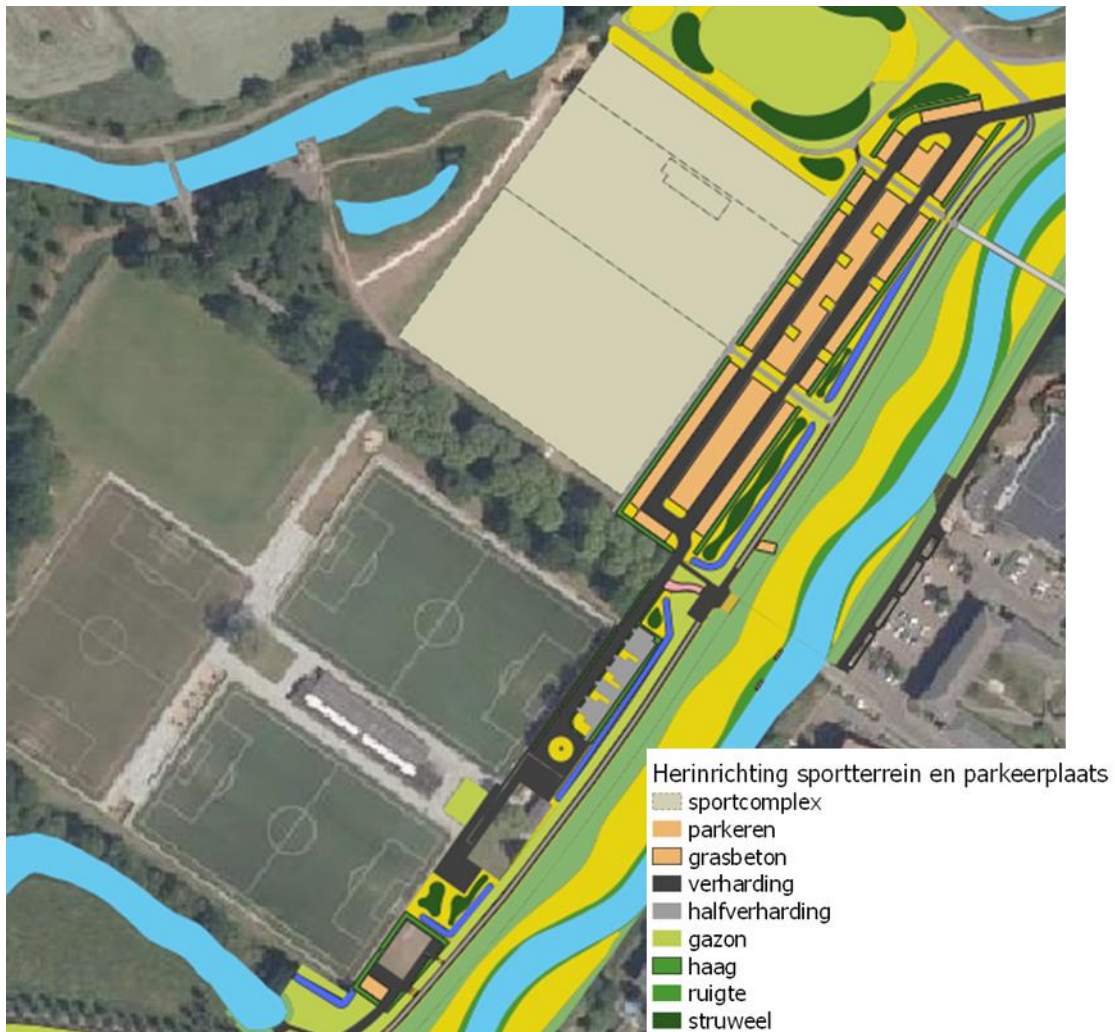 Herinrichting sportterrein en parkeerplaats
sportcomplex
parkeren
grasbeton
verharding
halfverharding
gazon
haag
ruigte
struweel